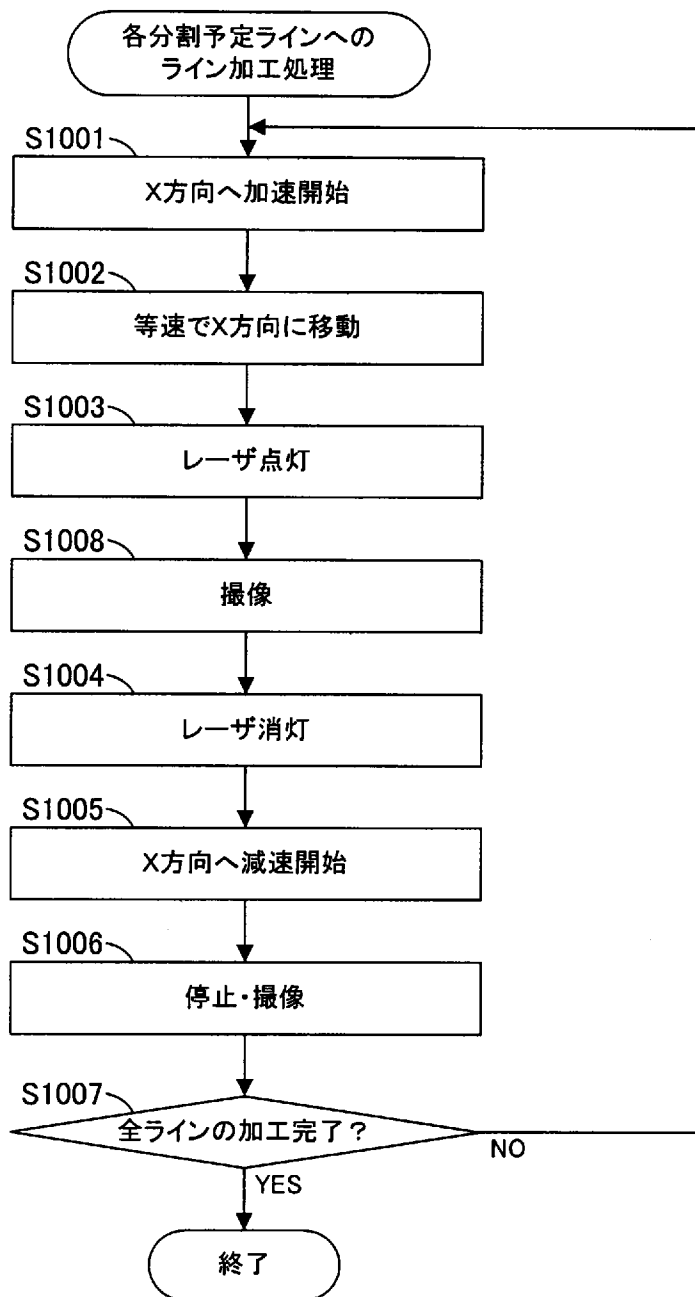 各分割予定ラインへの
ライン加工処理
S1001
X方向へ加速開始
S1002
等速でX方向に移動
S1003
レーザ点灯
S1008
撮像
S1004
レーザ消灯
S1005
X方向へ減速開始
S1006
停止・撮像
S1007
全ラインの加工完了？
NO
YES
終了